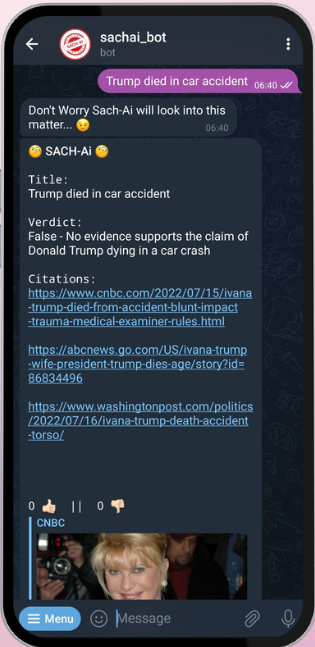 sachai_bot
bot
SACH-AI
Trump died in car accident 06:40
Don't Worry Sach-Ai will look into this
matter...
06:40
SACH-Ai
Title:
Trump died in car accident
Verdict:
False - No evidence supports the claim of
Donald Trump dying in a car crash
Citations:
https://www.cnbc.com/2022/07/15/ivana
-trump-died-from-accident-blunt-impact
-trauma-medical-examiner-rules.html
https://abcnews.go.com/US/ivana-trump
-wife-president-trump-dies-age/story?id=
86834496
https://www.washingtonpost.com/politics
/2022/07/16/ivana-trump-death-accident
-torso/
0 || 0
CNBC
Menu
Message